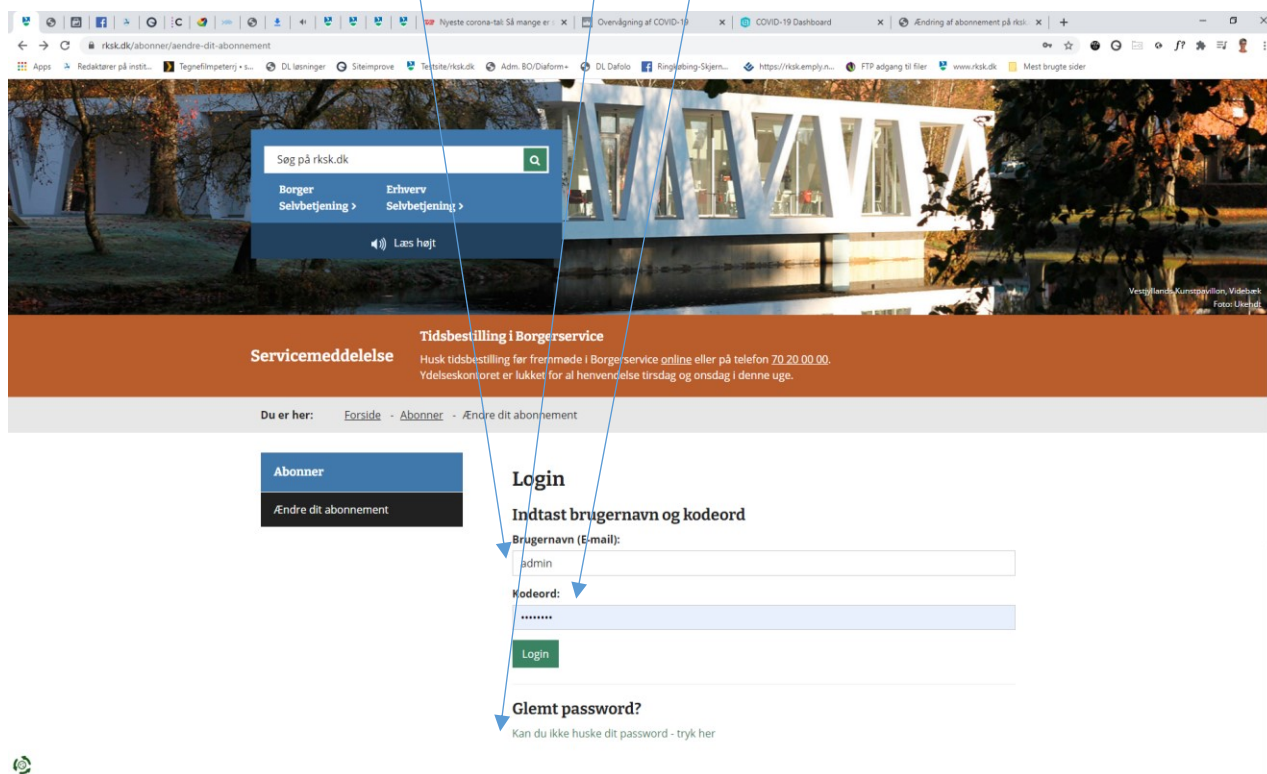 Nyeste corona-tal: Så mange er s
Overvågning af COVID-19
COVID-19 Dashboard
Ændring af abonnement på rksk
rksk.dk/abonner/aendre-dit-abonnement
Apps
Redaktører på instit...
Tegnefilmpeterrj • s...
DL løsninger
Siteimprove
Testsite/rksk.dk
Adm. BO/Diaform+
DL Dafolo
Ringkøbing-Skjern...
https://rksk.emply.n...
FTP adgang til filer
www.rksk.dk
Mest brugte sider
Søg på rksk.dk
Borger
Selvbetjening >
Erhverv
Selvbetjening >
Læs højt
Vestjyllands Kunstpavillon, Videbæk
Foto: Ukendt
Servicemeddelelse
Tidsbestilling i Borgerservice
Husk tidsbestilling før fremmøde i Borgerservice online eller på telefon 70 20 00 00.
Ydelseskontoret er lukket for al henvendelse tirsdag og onsdag i denne uge.
Du er her: Forside - Abonner - Ændre dit abonnement
Abonner
Ændre dit abonnement
Login
Indtast brugernavn og kodeord
Brugernavn (E-mail):
admin
Kodeord:
••••••••
Login
Glemt password?
Kan du ikke huske dit password - tryk her